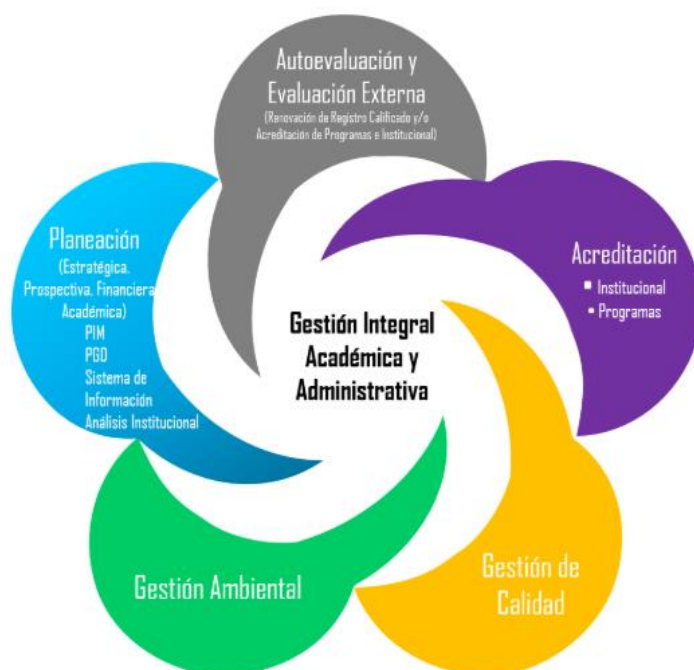 Autoevaluación y
Evaluación Externa
(Renovación de Registro Calificado y/o
Acreditación de Programas e Institucional)
Planeación
(Estratégica,
Prospectiva, Financiera
Académica)
PIM
PGD
Sistema de
Información
Análisis Institucional
Acreditación
▪ Institucional
▪ Programas
Gestión Integral
Académica y
Administrativa
Gestión Ambiental
Gestión de
Calidad